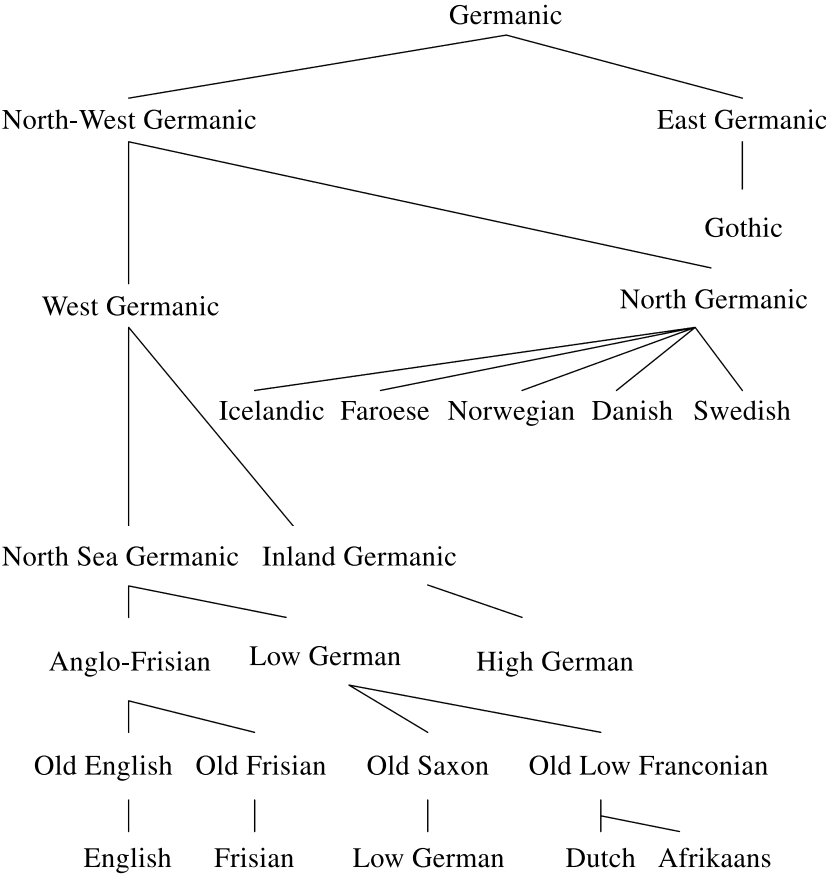 Germanic
North-West Germanic East Germanic
Gothic
West Germanic North Germanic
Icelandic Faroese Norwegian Danish Swedish
North Sea Germanic Inland Germanic
Anglo-Frisian Low German High German
Old English Old Frisian Old Saxon Old Low Franconian
English Frisian Low German Dutch Afrikaans